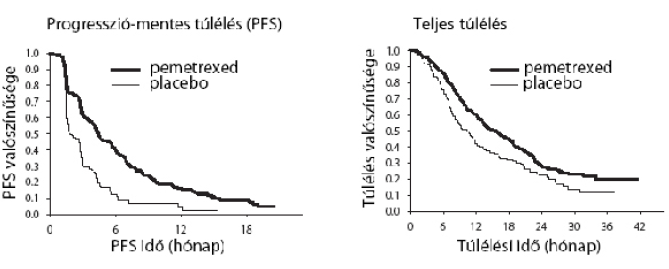 Progresszió-mentes túlélés (PFS)
PFS valószínűsége
1.0
0.9
0.8
0.7
0.6
0.5
0.4
0.3
0.2
0.1
0.0
pemetrexed
placebo
0 6 12 18
PFS Idő (hónap)
Teljes túlélés
Túlélés valószínűsége
1.0
0.9
0.8
0.7
0.6
0.5
0.4
0.3
0.2
0.1
0.0
pemetrexed
placebo
0 5 12 18 24 30 36 42
Túlélési Idő (hónap)